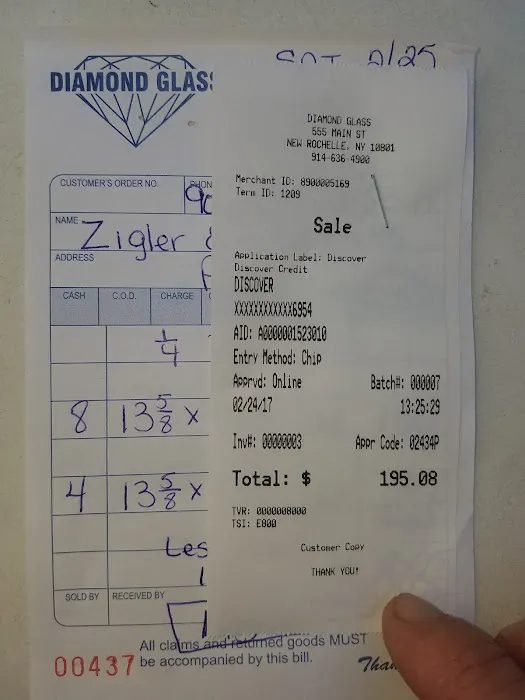 SAT 2/25
DIAMOND GLASS
CUSTOMER'S ORDER NO.
PHON
NAME
Zigler &
ADDRESS
CASH C.O.D. CHARGE
1/4
8 13 5/8 x
4 13 5/8 x
Les
1
SOLD BY RECEIVED BY
All claims and returned goods MUST
be accompanied by this bill.
00437
Than
DIAMOND GLASS
555 MAIN ST
NEW ROCHELLE, NY 10801
914-636-4900
Merchant ID: 8900005169
Term ID: 1209
Sale
Application Label: Discover
Discover Credit
DISCOVER
XXXXXXXXXXXX6954
AID: A0000001523010
Entry Method: Chip
Apprvd: Online Batch#: 000007
02/24/17 13:25:29
Inv#: 00000003 Appr Code: 02434P
Total: $ 195.08
TVR: 0000008000
TSI: E800
Customer Copy
THANK YOU!